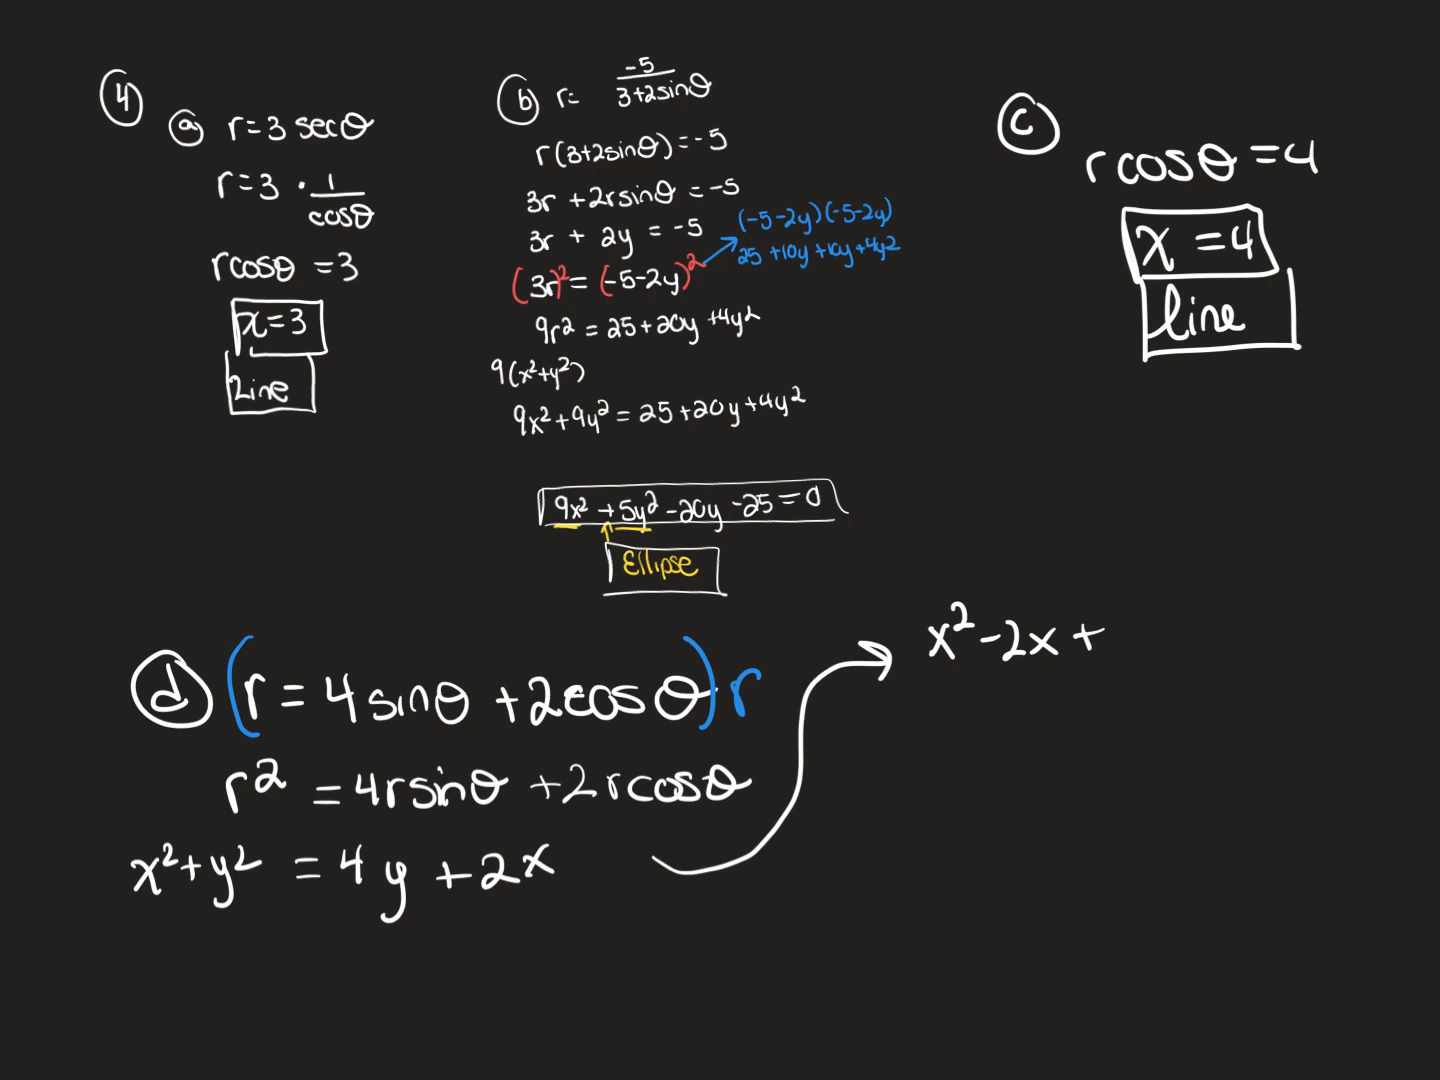 4
a r = 3 secθ
r = 3 · 1/cosθ
rcosθ = 3
x = 3
Line
b r = -5/(3+2sinθ)
r(3+2sinθ) = -5
3r + 2rsinθ = -5
3r + 2y = -5
(3r)² = (-5-2y)²
(-5-2y)(-5-2y)
25 +10y +10y +4y²
9r² = 25+20y+4y²
9(x²+y²)
9x²+9y² = 25+20y+4y²
9x² +5y² -20y -25 = 0
Ellipse
c
rcosθ = 4
x = 4
line
d (r = 4sinθ + 2cosθ)r
r² = 4rsinθ + 2rcosθ
x²+y² = 4y + 2x
x² - 2x +